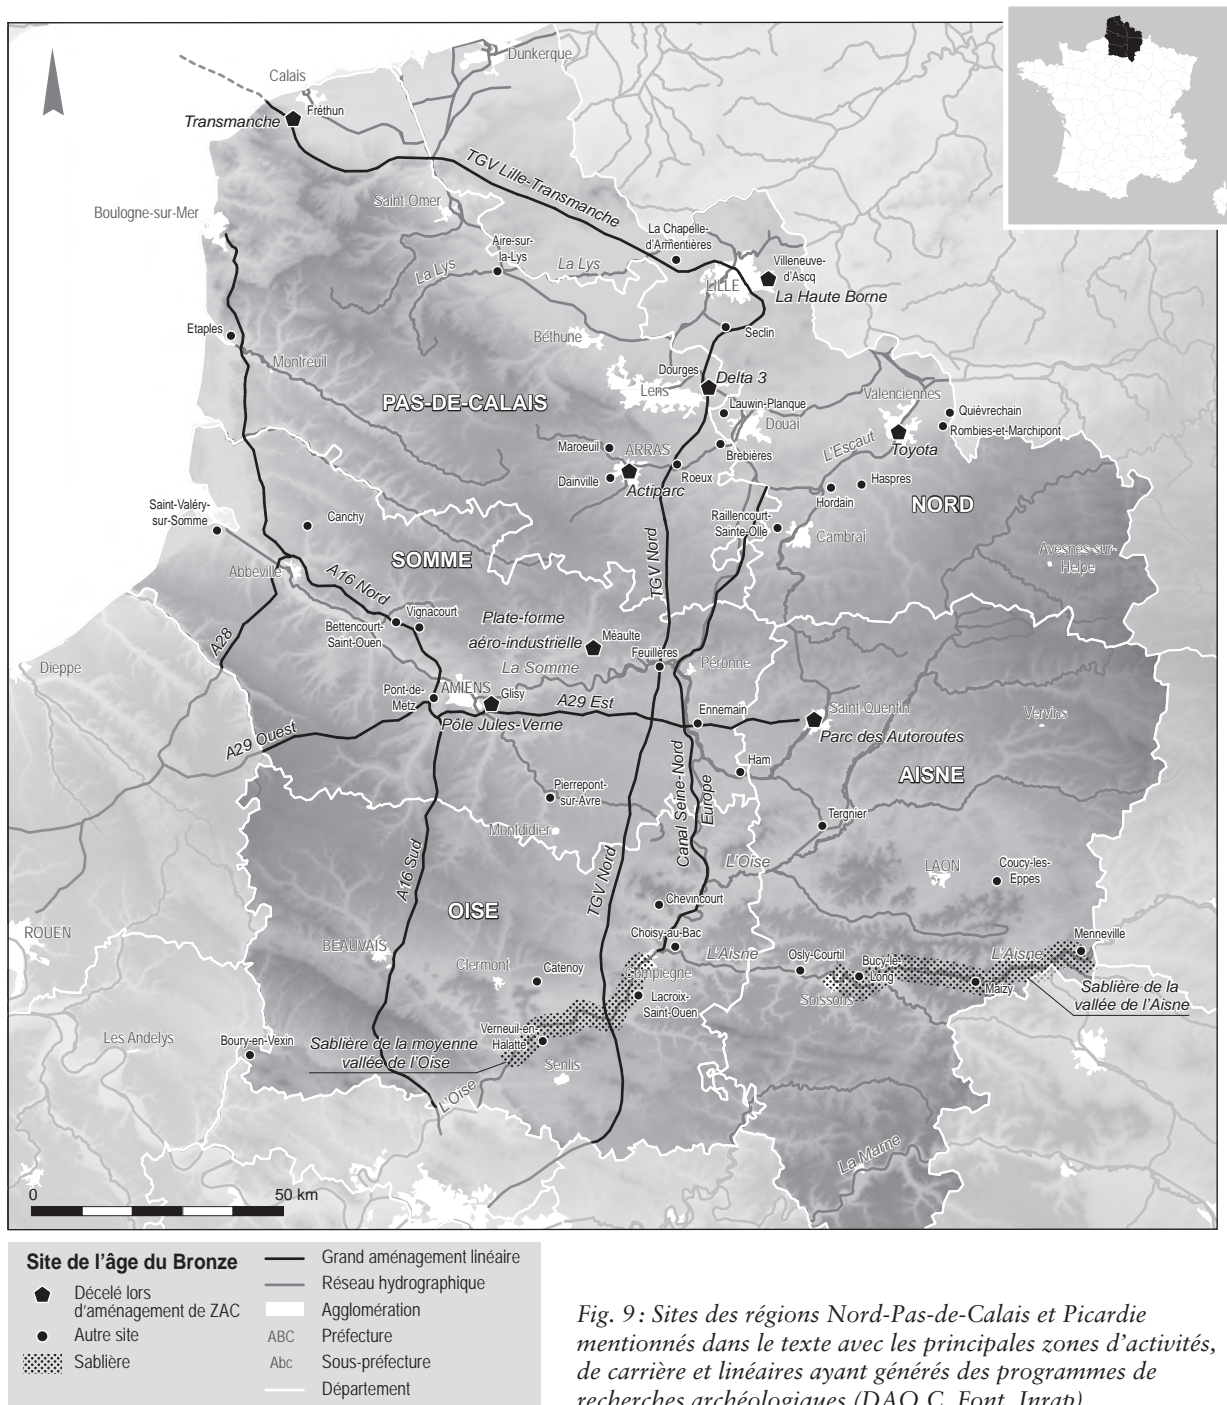 Dunkerque
Calais
Fréthun
Transmanche
TGV Lille-Transmanche
Saint-Omer
Boulogne-sur-Mer
La Chapelle-
d'Armentières
Aire-sur-
la-Lys
La Lys
La Lys
Villeneuve-
d'Ascq
LILLE
La Haute Borne
Etaples
Seclin
Béthune
Montreuil
Dourges
Delta 3
Lens
PAS-DE-CALAIS
Lauwin-Planque
Valenciennes
Quiévrechain
Douai
Rombies-et-Marchipont
Maroeuil
ARRAS
Brebières
L'Escaut
Toyota
Dainville
Actiparc
Roeux
Haspres
Hordain
NORD
Saint-Valéry-
sur-Somme
Canchy
Raillencourt-
Sainte-Olle
Cambrai
SOMME
TGV Nord
Avesnes-sur-
Helpe
Abbeville
A16 Nord
Vignacourt
Bettencourt-
Saint-Ouen
Plate-forme
aéro-industrielle
Méaulte
A28
Feuillères
Péronne
Dieppe
La Somme
Pont-de-
Metz
AMIENS
Glisy
A29 Est
Ennemain
Saint-Quentin
Vervins
A29 Ouest
Pôle Jules-Verne
Parc des Autoroutes
Ham
AISNE
Pierrepont-
sur-Avre
Canal Seine-Nord
Europe
Tergnier
Montdidier
A16 Sud
TGV Nord
L'Oise
LAON
Coucy-les-
Eppes
OISE
Chevincourt
ROUEN
BEAUVAIS
Choisy-au-Bac
Menneville
L'Aisne
Osly-Courtil
L'Aisne
Clermont
Catenoy
Compiègne
Bucy-le-
Long
Maizy
Soissons
Sablière de la
vallée de l'Aisne
Lacroix-
Saint-Ouen
Les Andelys
Boury-en-Vexin
Verneuil-en-
Halatte
Sablière de la moyenne
vallée de l'Oise
Senlis
L'Oise
La Marne
0 50 km
Site de l'âge du Bronze
Décelé lors
d'aménagement de ZAC
Autre site
Sablière
Grand aménagement linéaire
Réseau hydrographique
Agglomération
ABC Préfecture
Abc Sous-préfecture
Département
Fig. 9 : Sites des régions Nord-Pas-de-Calais et Picardie
mentionnés dans le texte avec les principales zones d'activités,
de carrière et linéaires ayant générés des programmes de
recherches archéologiques (DAO C. Font, Inrap)